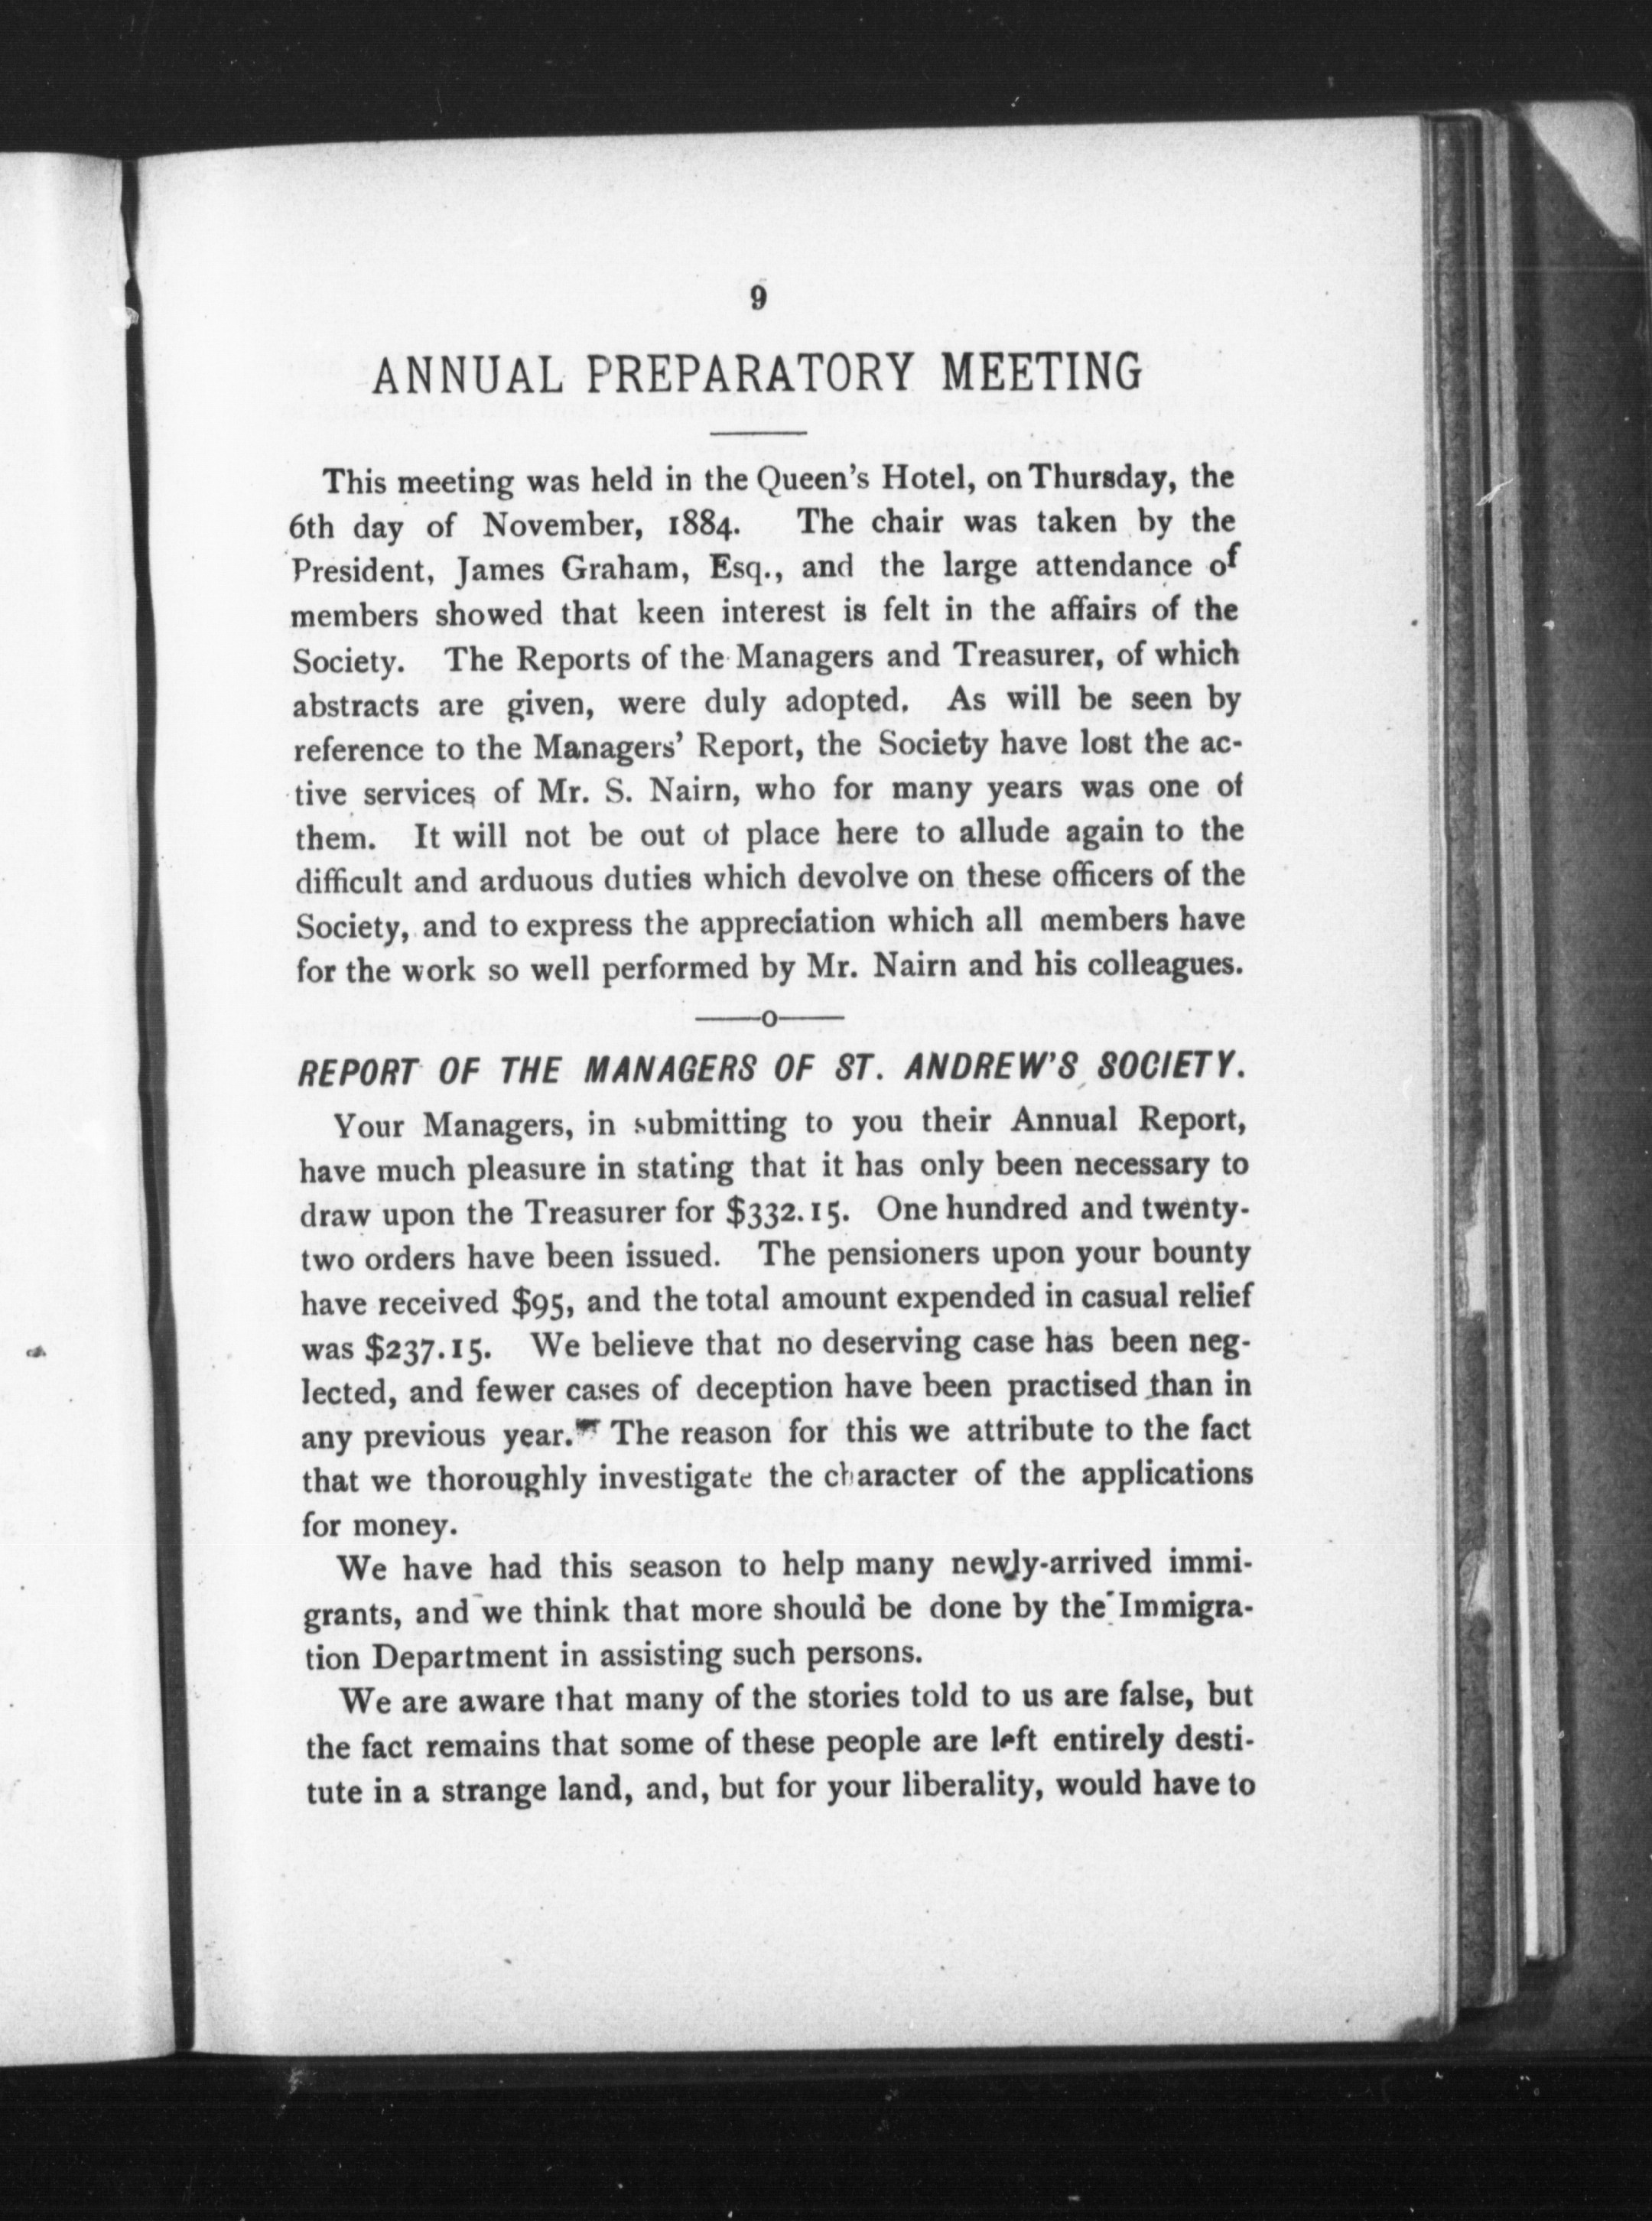 9
ANNUAL PREPARATORY MEETING
This meeting was held in the Queen's Hotel, on Thursday, the
6th day of November, 1884. The chair was taken by the
President, James Graham, Esq., and the large attendance of
members showed that keen interest is felt in the affairs of the
Society. The Reports of the Managers and Treasurer, of which
abstracts are given, were duly adopted. As will be seen by
reference to the Managers' Report, the Society have lost the ac-
tive services of Mr. S. Nairn, who for many years was one of
them. It will not be out of place here to allude again to the
difficult and arduous duties which devolve on these officers of the
Society, and to express the appreciation which all members have
for the work so well performed by Mr. Nairn and his colleagues.
——o——
REPORT OF THE MANAGERS OF ST. ANDREW'S SOCIETY.
Your Managers, in submitting to you their Annual Report,
have much pleasure in stating that it has only been necessary to
draw upon the Treasurer for $332.15. One hundred and twenty-
two orders have been issued. The pensioners upon your bounty
have received $95, and the total amount expended in casual relief
was $237.15. We believe that no deserving case has been neg-
lected, and fewer cases of deception have been practised than in
any previous year. The reason for this we attribute to the fact
that we thoroughly investigate the character of the applications
for money.
We have had this season to help many newly-arrived immi-
grants, and we think that more should be done by the Immigra-
tion Department in assisting such persons.
We are aware that many of the stories told to us are false, but
the fact remains that some of these people are left entirely desti-
tute in a strange land, and, but for your liberality, would have to